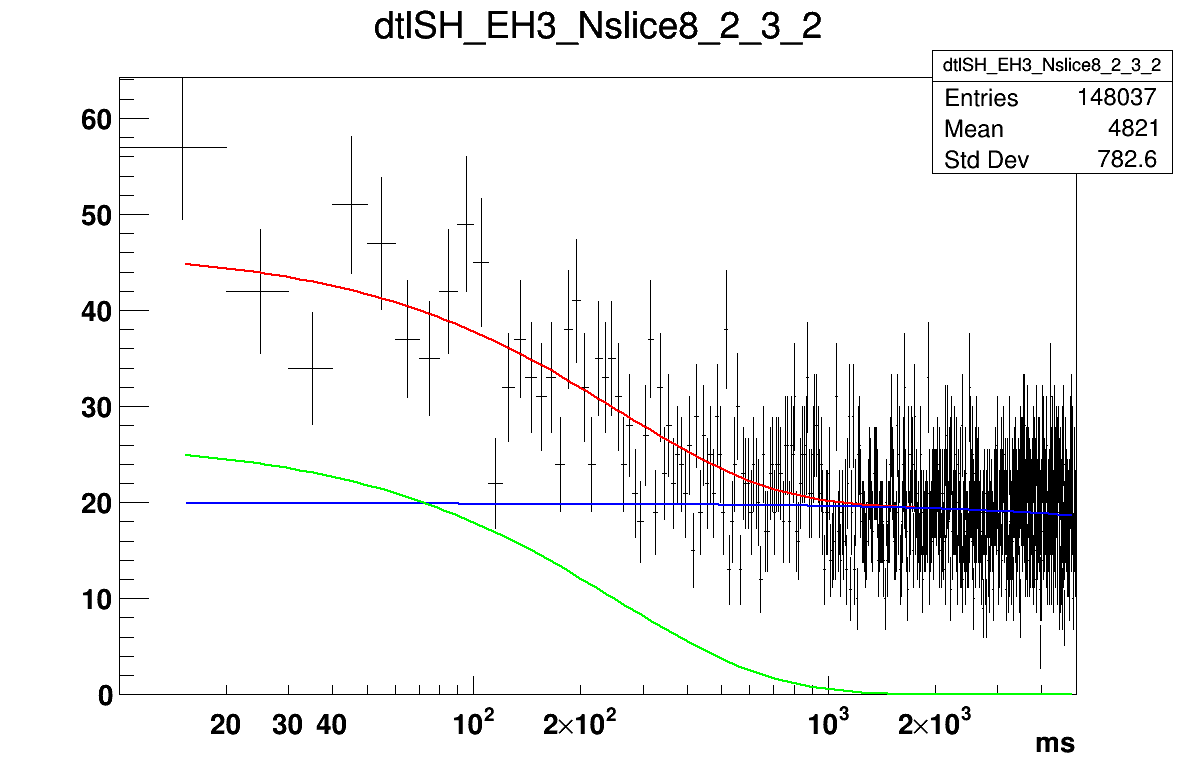 dtlSH_EH3_Nslice8_2_3_2
dtlSH_EH3_Nslice8_2_3_2
Entries 148037
Mean 4821
Std Dev 782.6
60
50
40
30
20
10
0
20 30 40 10² 2×10² 10³ 2×10³
ms